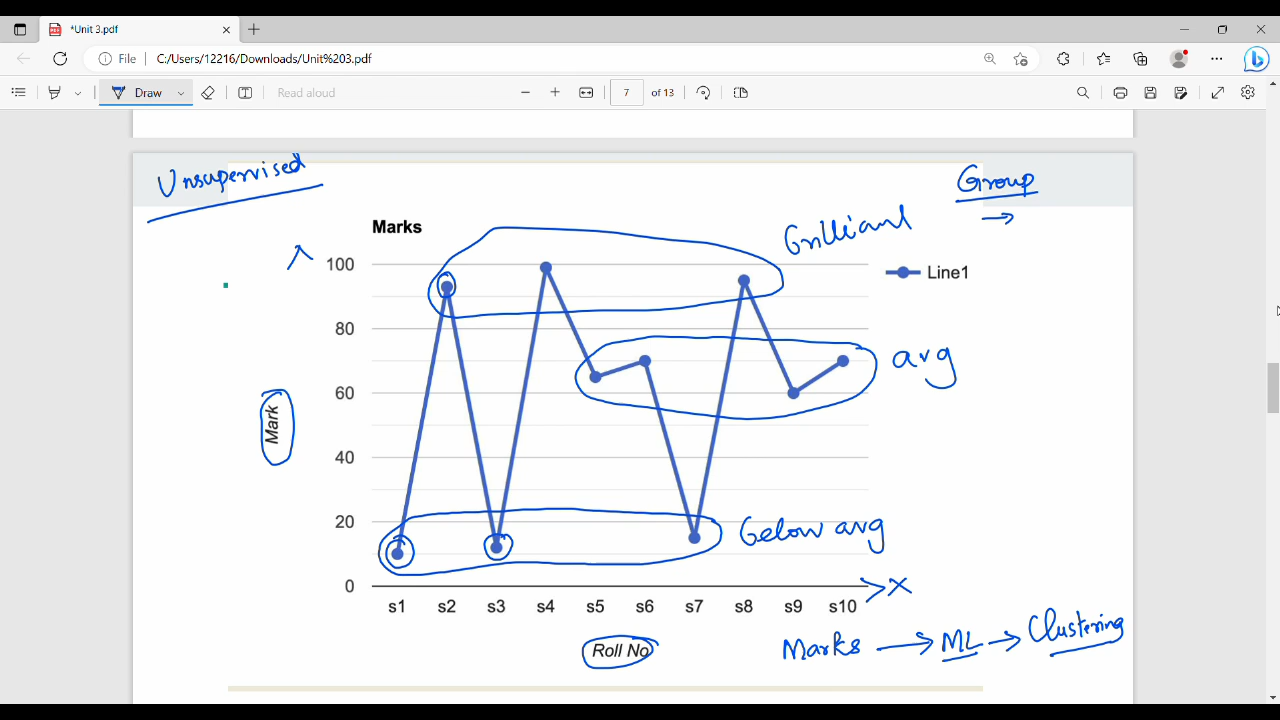 *Unit 3.pdf
File C:/Users/12216/Downloads/Unit%203.pdf
Draw Read aloud 7 of 13
Unsupervised
Group
Marks
Brilliant
100
Line1
80
avg
60
Mark
40
20
Below avg
0
X
s1 s2 s3 s4 s5 s6 s7 s8 s9 s10
Roll No
Marks → ML → Clustering